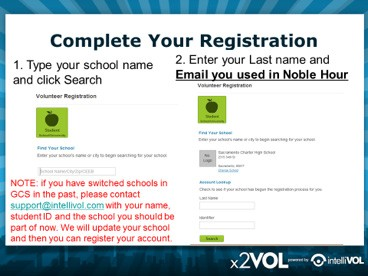 Complete Your Registration
1. Type your school name
and click Search
2. Enter your Last name and
Email you used in Noble Hour
Volunteer Registration
Student
Find Your School
Enter your school's name or city to begin searching for your school
NOTE: if you have switched schools in
GCS in the past, please contact
support@intellivol.com with your name,
student ID and the school you should be
part of now. We will update your school
and then you can register your account.
Volunteer Registration
Student
Find Your School
Enter your school's name or city to begin searching for your school
No
Logo
Sacramento Charter High School
Account Lookup
Check to see if your school has begun the registration process for you.
Last Name
Identifier
Search
x2VOL powered by intelliVOL